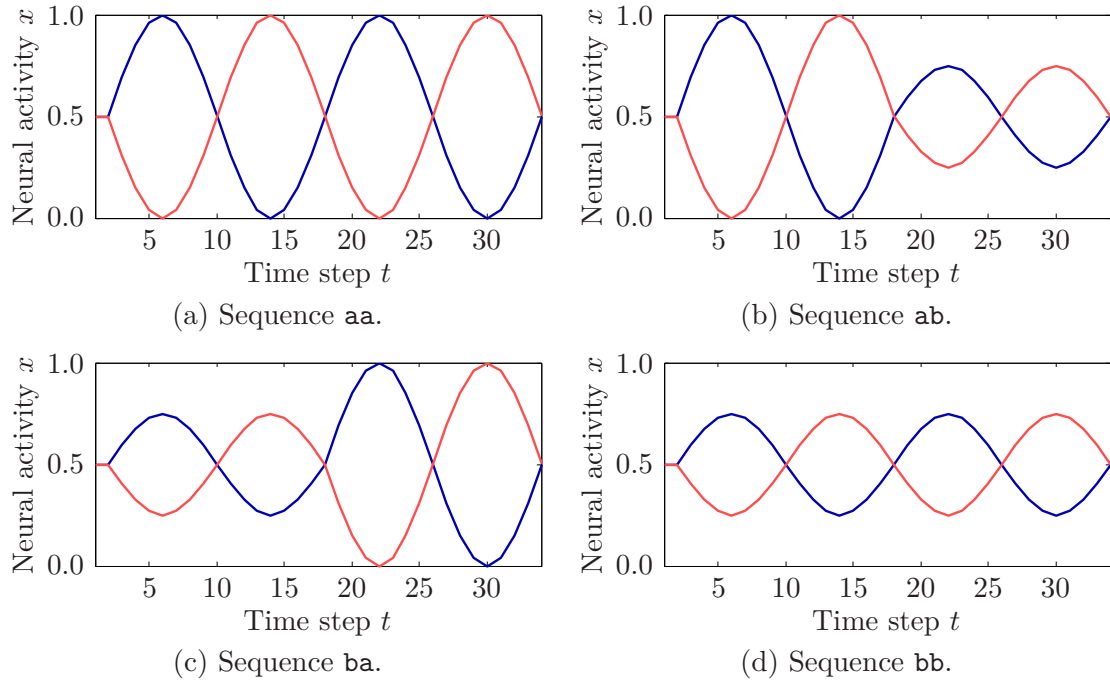 Neural activity x
1.0
0.5
0.0
5 10 15 20 25 30
Time step t
(a) Sequence aa.
Neural activity x
1.0
0.5
0.0
5 10 15 20 25 30
Time step t
(b) Sequence ab.
Neural activity x
1.0
0.5
0.0
5 10 15 20 25 30
Time step t
(c) Sequence ba.
Neural activity x
1.0
0.5
0.0
5 10 15 20 25 30
Time step t
(d) Sequence bb.